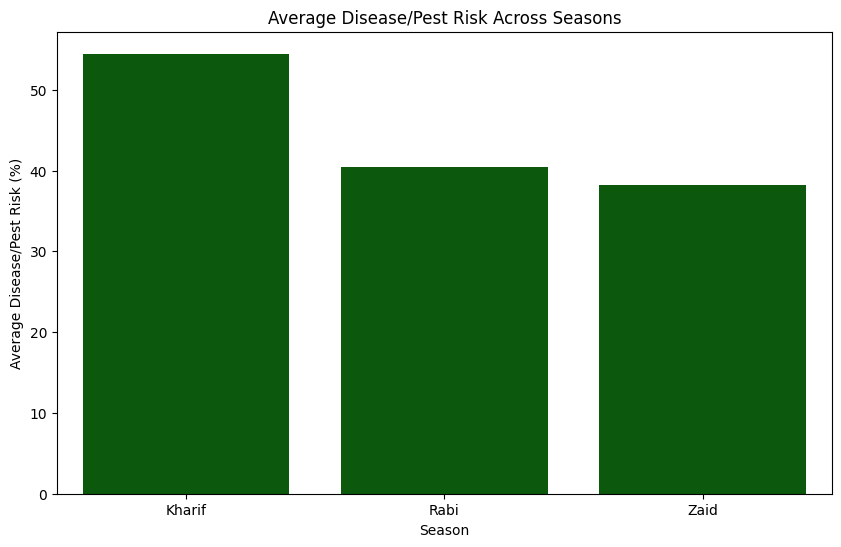 Average Disease/Pest Risk Across Seasons
Average Disease/Pest Risk (%)
50
40
30
20
10
0
Kharif
Rabi
Zaid
Season